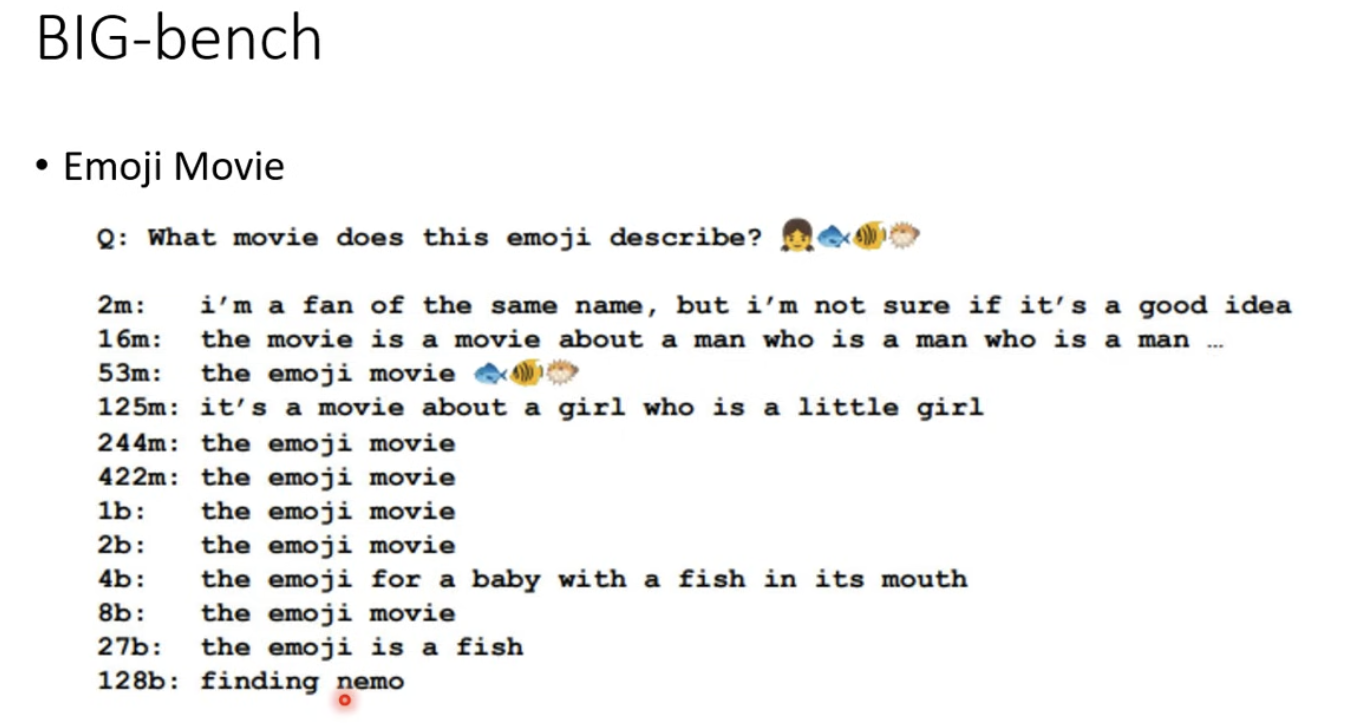 BIG-bench
• Emoji Movie
Q: What movie does this emoji describe? 👧🐟🐠🐡
2m: i’m a fan of the same name, but i’m not sure if it’s a good idea
16m: the movie is a movie about a man who is a man who is a man …
53m: the emoji movie 🐟🐠🐡
125m: it’s a movie about a girl who is a little girl
244m: the emoji movie
422m: the emoji movie
1b: the emoji movie
2b: the emoji movie
4b: the emoji for a baby with a fish in its mouth
8b: the emoji movie
27b: the emoji is a fish
128b: finding nemo